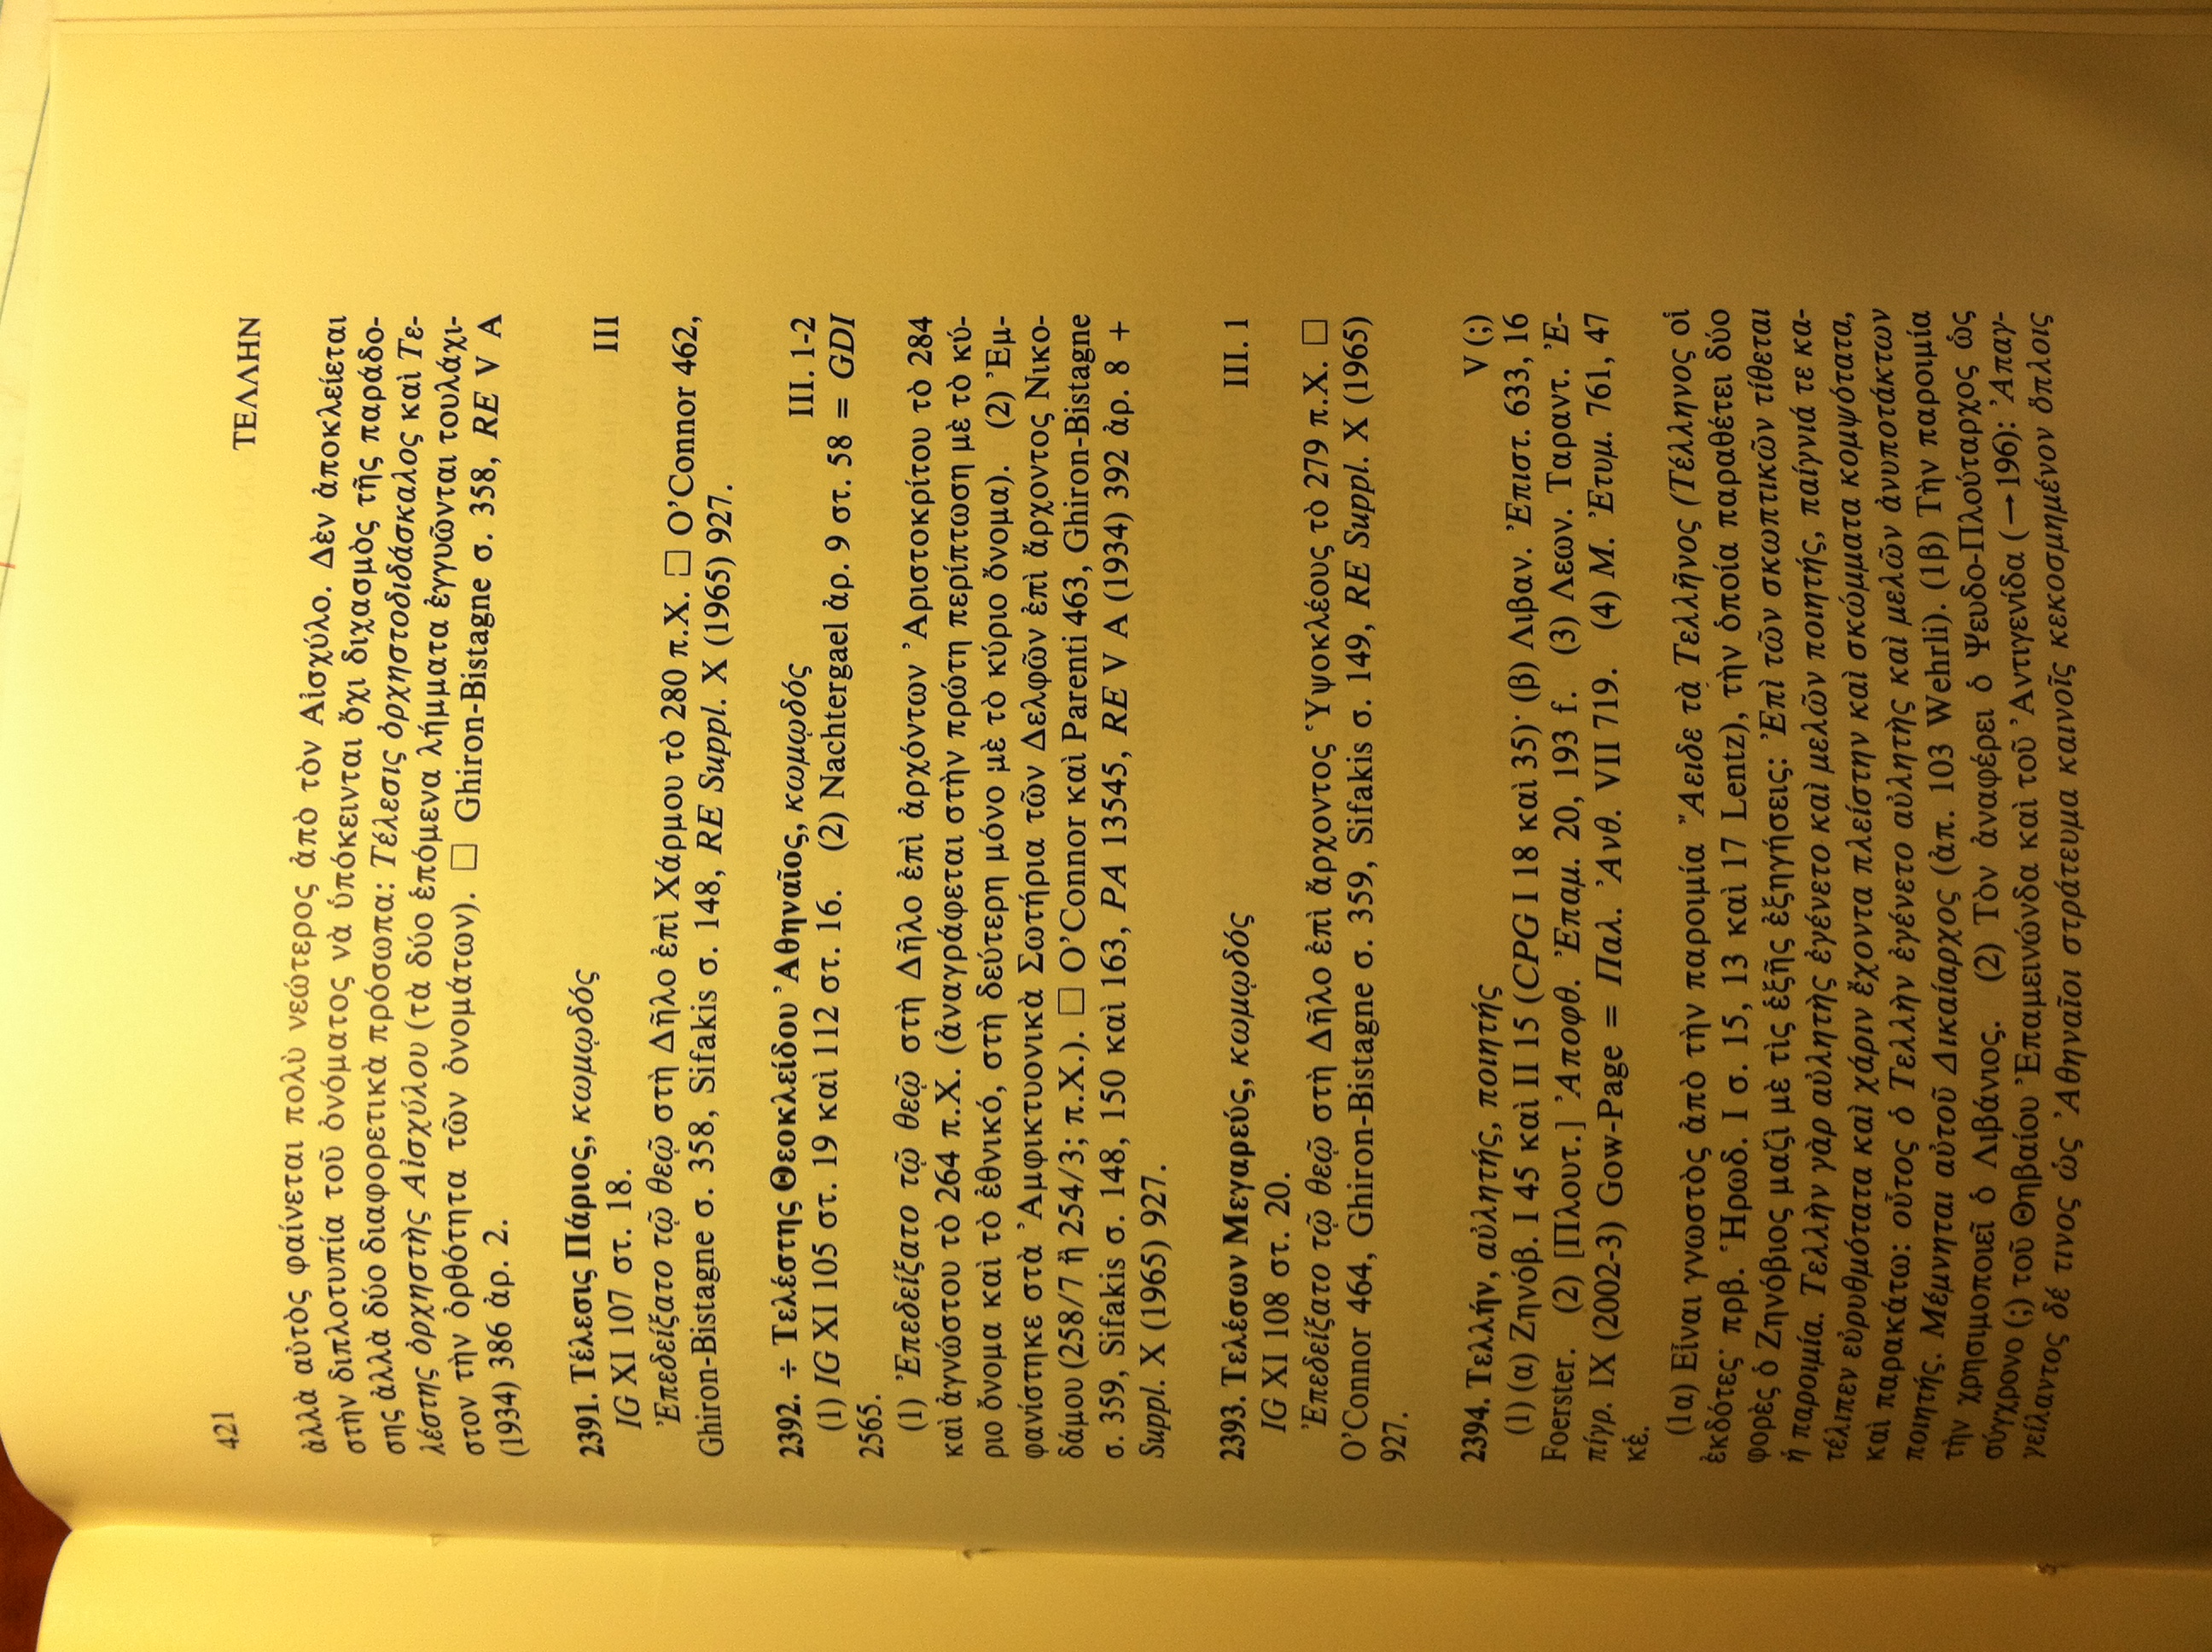 421
ΤΕΛΛΗΝ
ἀλλὰ αὐτὸς φαίνεται πολὺ νεώτερος ἀπὸ τὸν Αἰσχύλο. Δὲν ἀποκλείεται
στὴν διπλοτυπία τοῦ ὀνόματος νὰ ὑπόκεινται ὄχι διχασμὸς τῆς παράδο-
σης ἀλλὰ δύο διαφορετικὰ πρόσωπα: Τέλεσις ὀρχηστοδιδάσκαλος καὶ Τε-
λέστης ὀρχηστὴς Αἰσχύλου (τὰ δύο ἑπόμενα λήμματα ἐγγυῶνται τουλάχι-
στον τὴν ὀρθότητα τῶν ὀνομάτων). □ Ghiron-Bistagne σ. 358, RE V A
(1934) 386 ἀρ. 2.
2391. Τέλεσις Πάριος, κωμῳδός III
IG XI 107 στ. 18.
Ἐπεδείξατο τῷ θεῷ στὴ Δῆλο ἐπὶ Χάρμου τὸ 280 π.Χ. □ O'Connor 462,
Ghiron-Bistagne σ. 358, Sifakis σ. 148, RE Suppl. X (1965) 927.
2392. ÷ Τελέστης Θεοκλείδου Ἀθηναῖος, κωμῳδός III. 1-2
(1) IG XI 105 στ. 19 καὶ 112 στ. 16. (2) Nachtergael ἀρ. 9 στ. 58 = GDI
2565.
(1) Ἐπεδείξατο τῷ θεῷ στὴ Δῆλο ἐπὶ ἀρχόντων Ἀριστοκρίτου τὸ 284
καὶ ἀγνώστου τὸ 264 π.Χ. (ἀναγράφεται στὴν πρώτη περίπτωση μὲ τὸ κύ-
ριο ὄνομα καὶ τὸ ἐθνικό, στὴ δεύτερη μόνο μὲ τὸ κύριο ὄνομα). (2) Ἐμ-
φανίστηκε στὰ Ἀμφικτυονικὰ Σωτήρια τῶν Δελφῶν ἐπὶ ἄρχοντος Νικο-
δάμου (258/7 ἢ 254/3; π.Χ.). □ O'Connor καὶ Parenti 463, Ghiron-Bistagne
σ. 359, Sifakis σ. 148, 150 καὶ 163, PA 13545, RE V A (1934) 392 ἀρ. 8 +
Suppl. X (1965) 927.
2393. Τελέσων Μεγαρεύς, κωμῳδός III. 1
IG XI 108 στ. 20.
Ἐπεδείξατο τῷ θεῷ στὴ Δῆλο ἐπὶ ἄρχοντος Ὑψοκλέους τὸ 279 π.Χ. □
O'Connor 464, Ghiron-Bistagne σ. 359, Sifakis σ. 149, RE Suppl. X (1965)
927.
2394. Τελλήν, αὐλητής, ποιητής V (;)
(1) (α) Ζηνόβ. I 45 καὶ II 15 (CPG I 18 καὶ 35)· (β) Λιβαν. Ἐπιστ. 633, 16
Foerster. (2) [Πλουτ.] Ἀποφθ. Ἐπαμ. 20, 193 f. (3) Λεων. Ταραντ. Ἐ-
πίγρ. IX (2002-3) Gow-Page = Παλ. Ἀνθ. VII 719. (4) Μ. Ἐτυμ. 761, 47
κἑ.
(1α) Εἶναι γνωστὸς ἀπὸ τὴν παροιμία Ἄειδε τὰ Τελλῆνος (Τέλληνος οἱ
ἐκδότες· πρβ. Ἡρωδ. I σ. 15, 13 καὶ 17 Lentz), τὴν ὁποία παραθέτει δύο
φορὲς ὁ Ζηνόβιος μαζὶ μὲ τὶς ἑξῆς ἐξηγήσεις: Ἐπὶ τῶν σκωπτικῶν τίθεται
ἡ παροιμία. Τελλὴν γὰρ αὐλητὴς ἐγένετο καὶ μελῶν ποιητής, παίγνιά τε κα-
τέλιπεν εὐρυθμότατα καὶ χάριν ἔχοντα πλείστην καὶ σκώμματα κομψότατα,
καὶ παρακάτω: οὗτος ὁ Τελλὴν ἐγένετο αὐλητὴς καὶ μελῶν ἀνυποτάκτων
ποιητής. Μέμνηται αὐτοῦ Δικαίαρχος (ἀπ. 103 Wehrli). (1β) Τὴν παροιμία
τὴν χρησιμοποιεῖ ὁ Λιβάνιος. (2) Τὸν ἀναφέρει ὁ Ψευδο-Πλούταρχος ὡς
σύγχρονο (;) τοῦ Θηβαίου Ἐπαμεινώνδα καὶ τοῦ Ἀντιγενίδα (→196): Ἀπαγ-
γείλαντος δέ τινος ὡς Ἀθηναῖοι στράτευμα καινοῖς κεκοσμημένον ὅπλοις